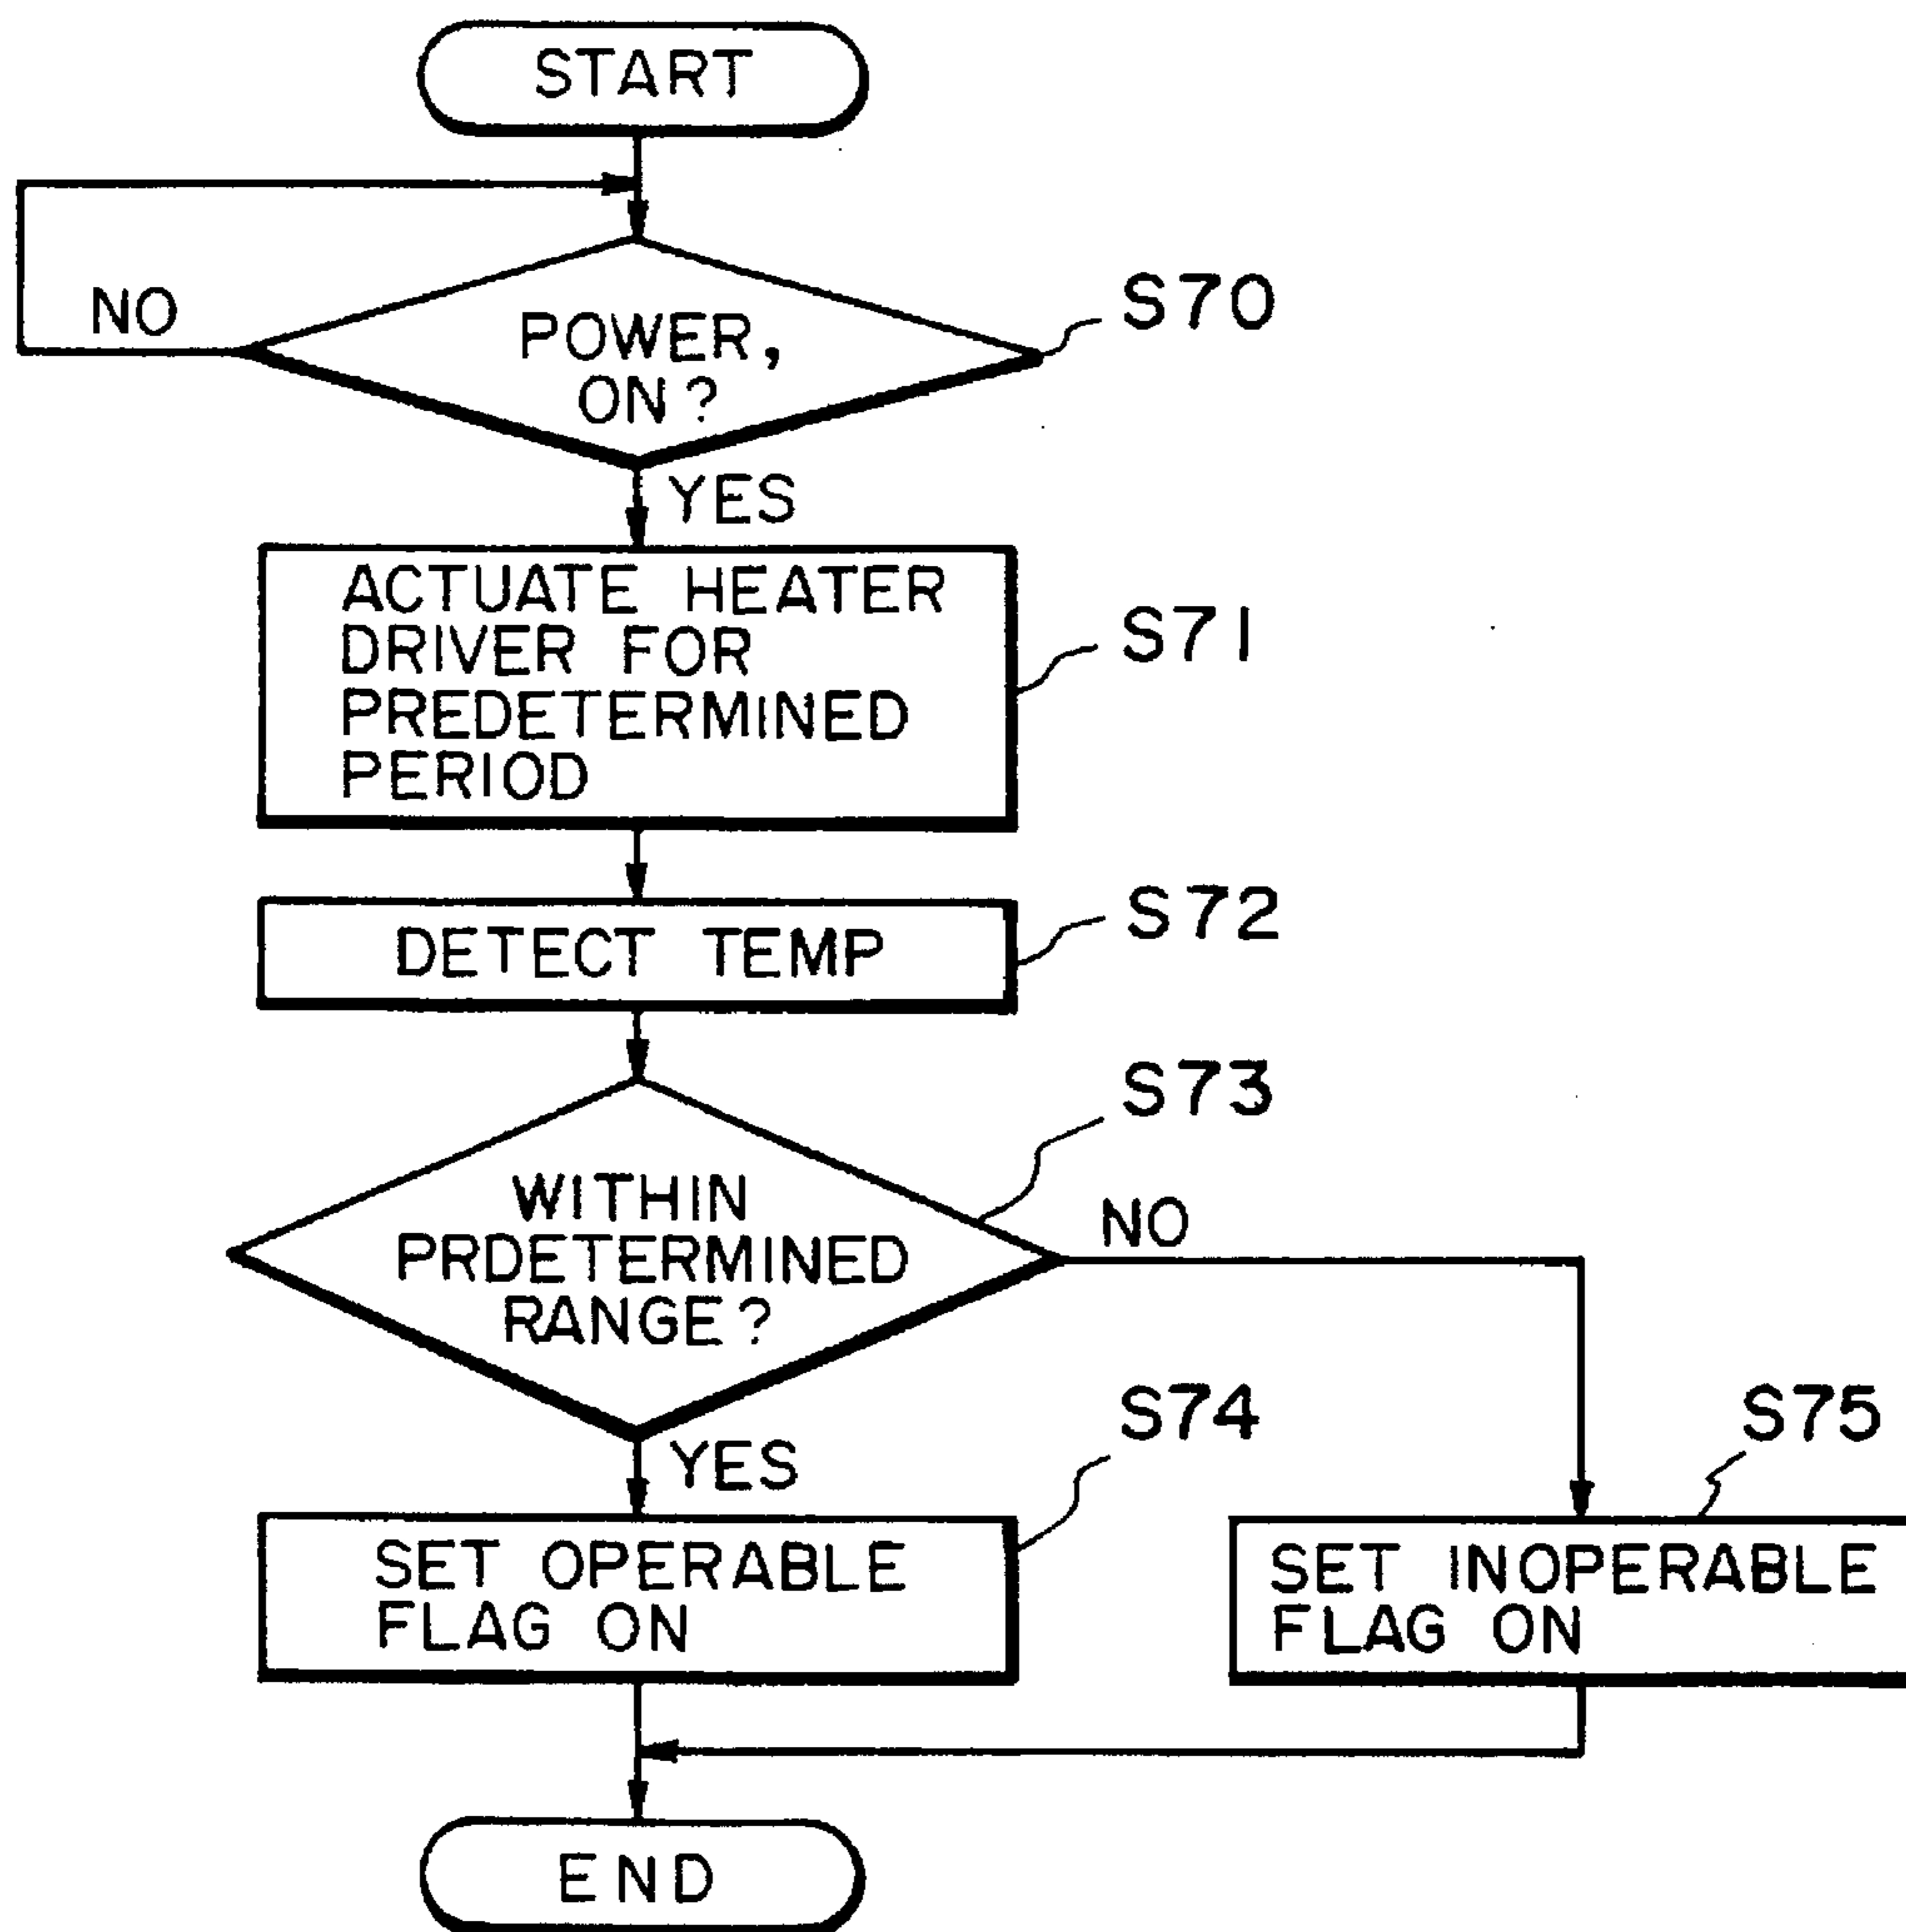 START
NO
POWER,
ON?
S70
YES
ACTUATE HEATER
DRIVER FOR
PREDETERMINED
PERIOD
S71
DETECT TEMP
S72
WITHIN
PRDETERMINED
RANGE?
S73
NO
YES
SET OPERABLE
FLAG ON
S74
SET INOPERABLE
FLAG ON
S75
END